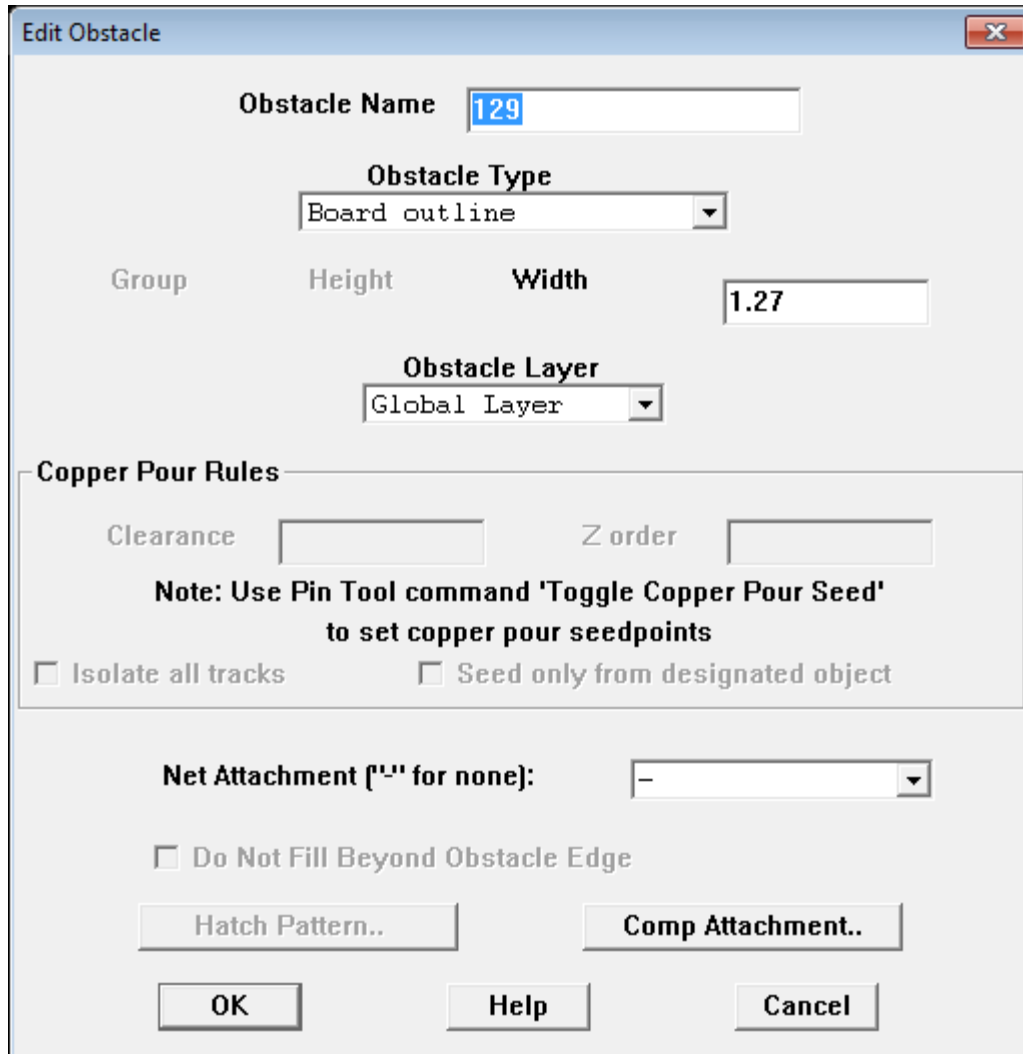 Edit Obstacle
Obstacle Name 129
Obstacle Type
Board outline
Group Height Width 1.27
Obstacle Layer
Global Layer
Copper Pour Rules
Clearance Z order
Note: Use Pin Tool command 'Toggle Copper Pour Seed'
to set copper pour seedpoints
Isolate all tracks Seed only from designated object
Net Attachment ("-" for none): -
Do Not Fill Beyond Obstacle Edge
Hatch Pattern.. Comp Attachment..
OK Help Cancel